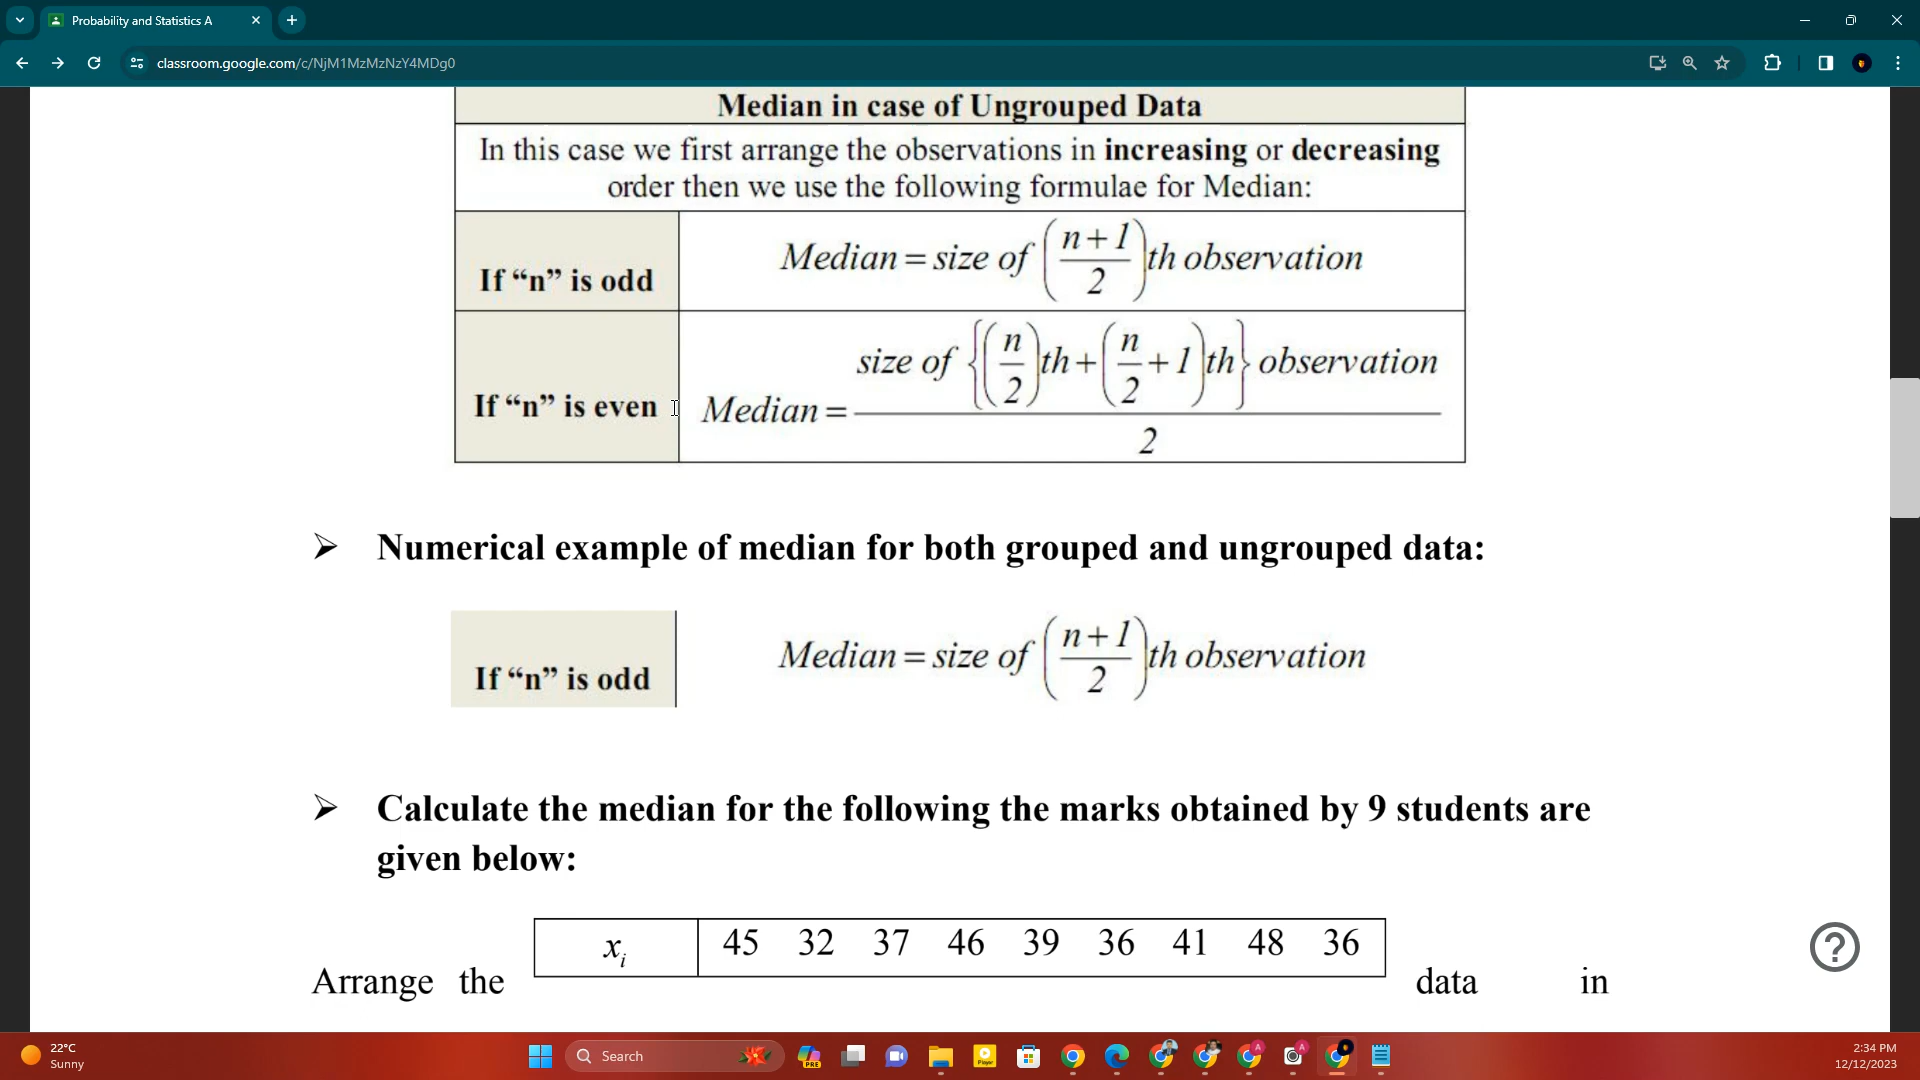 Probability and Statistics A
classroom.google.com/c/NjM1MzMzNzY4MDg0
Median in case of Ungrouped Data
In this case we first arrange the observations in increasing or decreasing
order then we use the following formulae for Median:
If “n” is odd
Median = size of ((n+1)/2)th observation
If “n” is even
Median = size of {(n/2)th + (n/2 + 1)th} observation / 2
➢ Numerical example of median for both grouped and ungrouped data:
If “n” is odd
Median = size of ((n+1)/2)th observation
➢ Calculate the median for the following the marks obtained by 9 students are
given below:
xᵢ 45 32 37 46 39 36 41 48 36
Arrange the data in
22°C
Sunny
Search
PRE
2:34 PM
12/12/2023